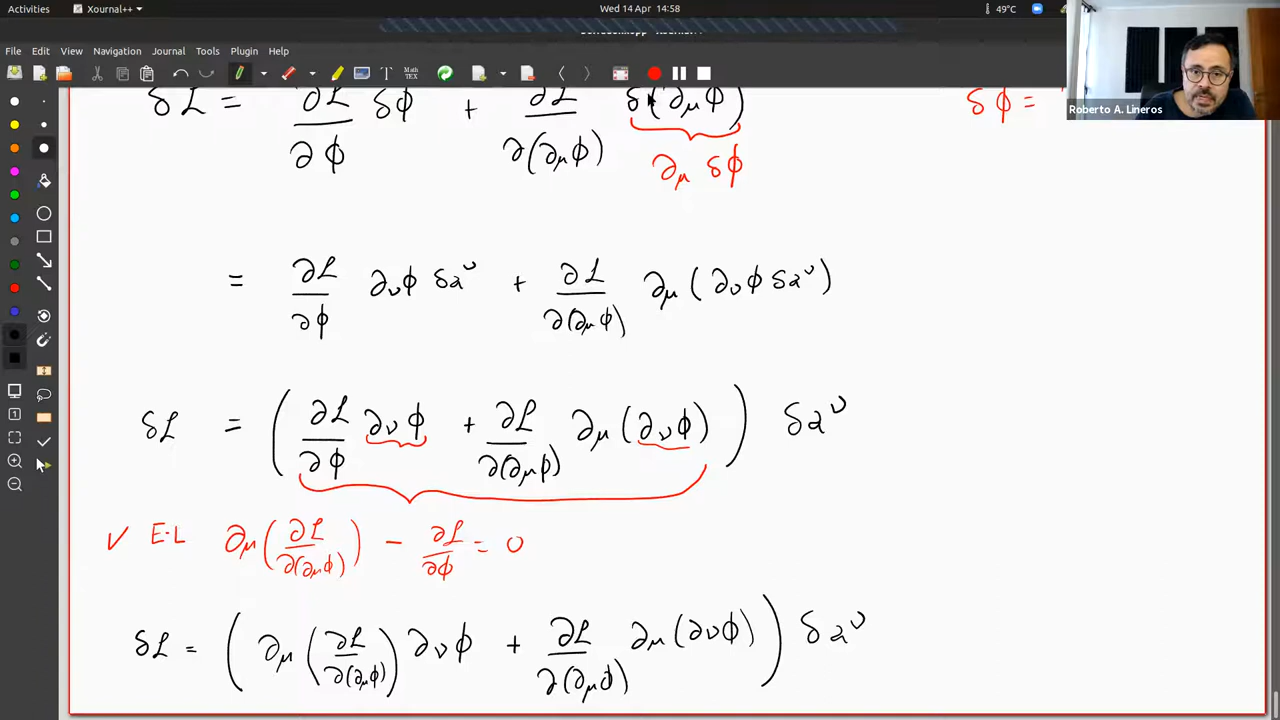 Activities Xournal++ Wed 14 Apr 14:58 49°C
File Edit View Navigation Journal Tools Plugin Help
Roberto A. Lineros
δℒ = ∂ℒ/∂φ δφ + ∂ℒ/∂(∂μφ) δ(∂μφ) δφ =
∂μ δφ
= ∂ℒ/∂φ ∂νφ δa^ν + ∂ℒ/∂(∂μφ) ∂μ(∂νφ δa^ν)
δℒ = (∂ℒ/∂φ ∂νφ + ∂ℒ/∂(∂μφ) ∂μ(∂νφ)) δa^ν
✓ E-L ∂μ(∂ℒ/∂(∂μφ)) − ∂ℒ/∂φ = 0
δℒ = (∂μ(∂ℒ/∂(∂μφ)) ∂νφ + ∂ℒ/∂(∂μφ) ∂μ(∂νφ)) δa^ν